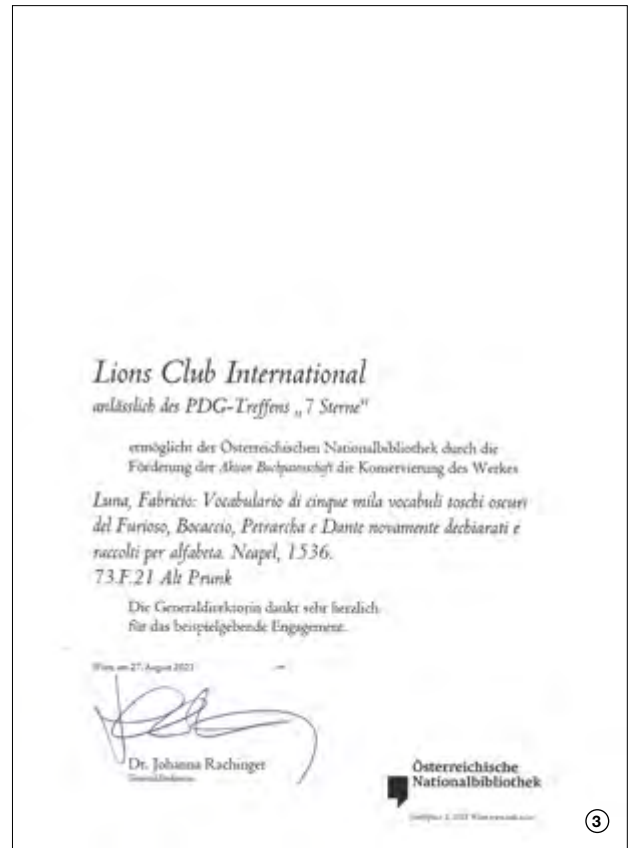 Lions Club International
anlässlich des PDG-Treffens „7 Sterne"
ermöglicht der Österreichischen Nationalbibliothek durch die
Förderung der Aktion Buchpatenschaft die Konservierung des Werkes
Luna, Fabricio: Vocabulario di cinque mila vocabuli toschi oscuri
del Furioso, Bocaccio, Petrarcha e Dante novamente dechiarati e
raccolti per alfabeta. Neapel, 1536.
73.F.21 Alt Prunk
Die Generaldirektorin dankt sehr herzlich
für das beispielgebende Engagement.
Wien, am 27. August 2021
Dr. Johanna Rachinger
Generaldirektorin
Österreichische
Nationalbibliothek
3